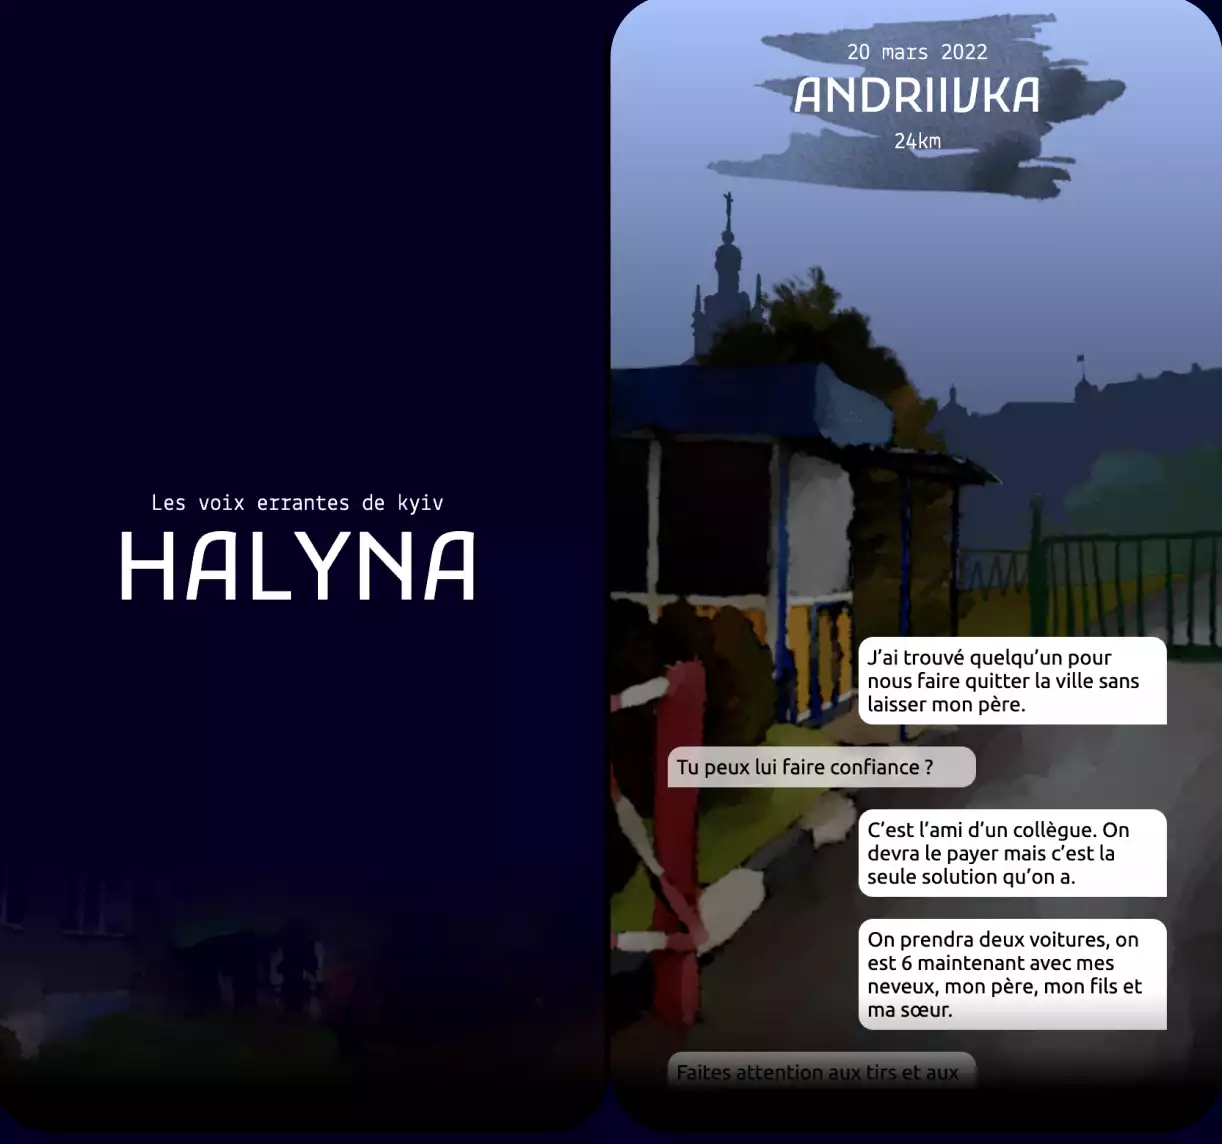 Les voix errantes de kyiv
HALYNA
20 mars 2022
ANDRIIVKA
24km
J’ai trouvé quelqu’un pour
nous faire quitter la ville sans
laisser mon père.
Tu peux lui faire confiance ?
C’est l’ami d’un collègue. On
devra le payer mais c’est la
seule solution qu’on a.
On prendra deux voitures, on
est 6 maintenant avec mes
neveux, mon père, mon fils et
ma sœur.
Faites attention aux tirs et aux